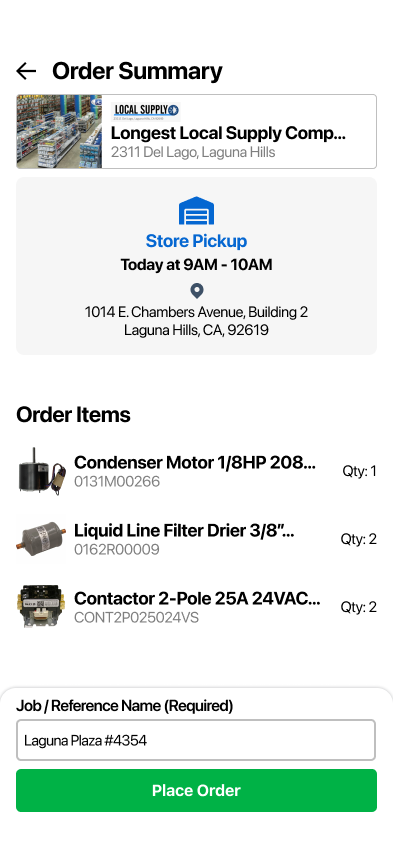 Order Summary
LOCAL SUPPLY
Longest Local Supply Comp...
2311 Del Lago, Laguna Hills
Store Pickup
Today at 9AM - 10AM
1014 E. Chambers Avenue, Building 2
Laguna Hills, CA, 92619
Order Items
Condenser Motor 1/8HP 208...
0131M00266
Qty: 1
Liquid Line Filter Drier 3/8”...
0162R00009
Qty: 2
Contactor 2-Pole 25A 24VAC...
CONT2P025024VS
Qty: 2
Job / Reference Name (Required)
Laguna Plaza #4354
Place Order